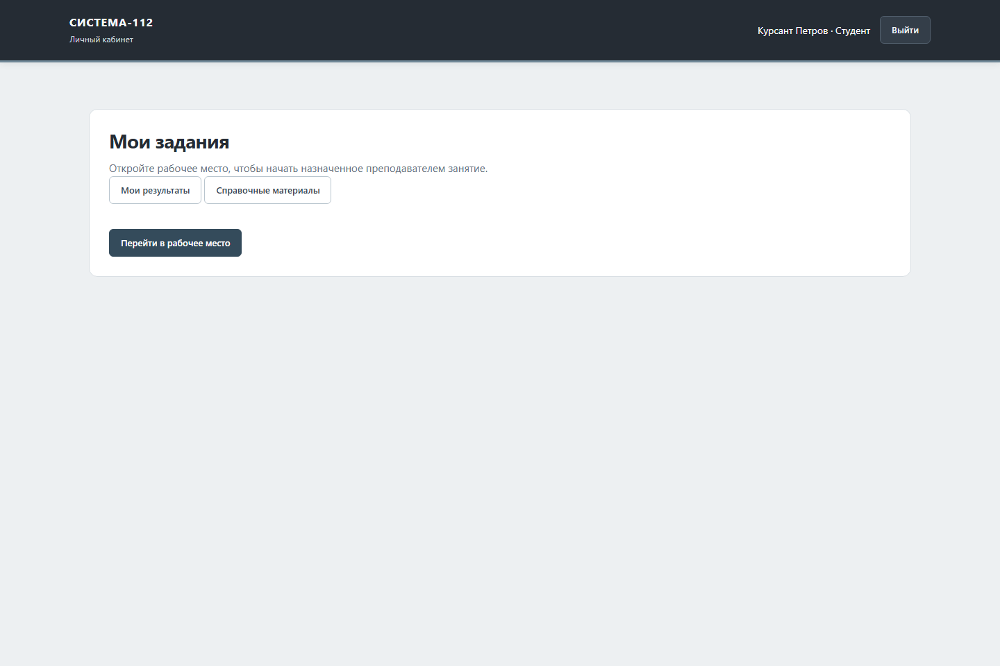 СИСТЕМА-112
Личный кабинет
Курсант Петров · Студент
Выйти
Мои задания
Откройте рабочее место, чтобы начать назначенное преподавателем занятие.
Мои результаты
Справочные материалы
Перейти в рабочее место